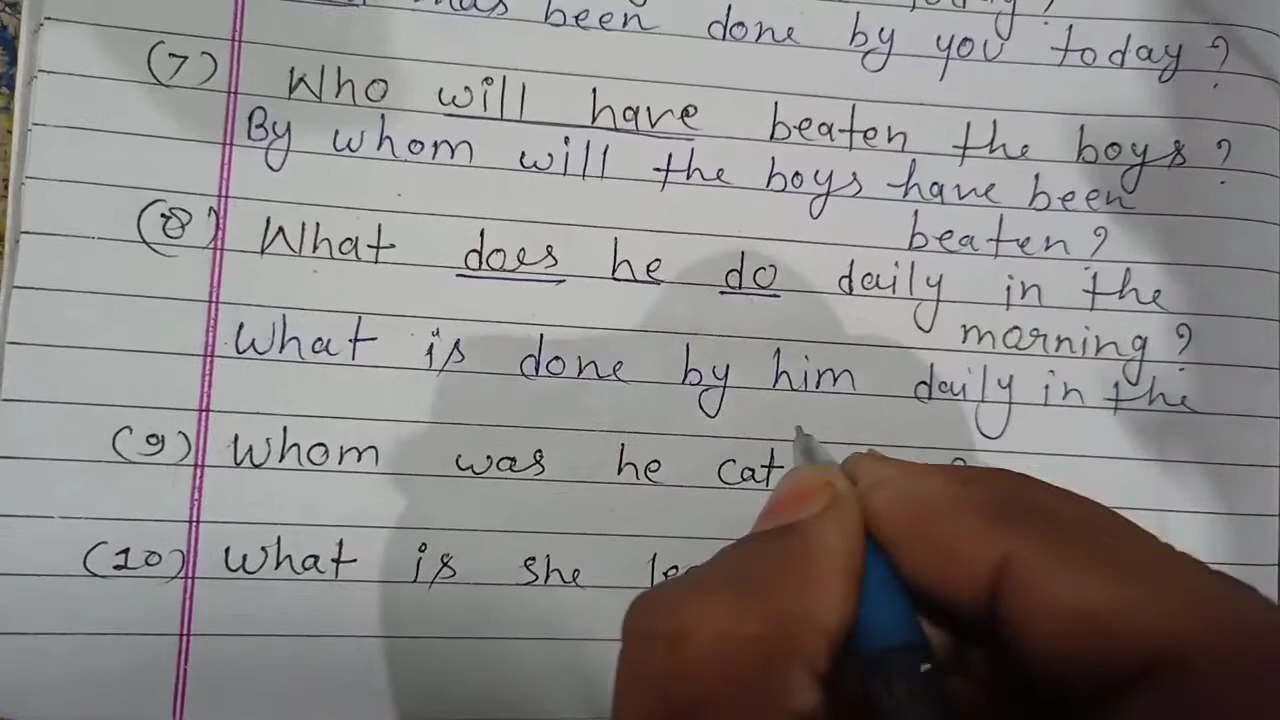 has been done by you today?
(7) Who will have beaten the boys?
By whom will the boys have been
beaten?
(8) What does he do daily in the
morning?
What is done by him daily in the
(9) Whom was he ?
(10) What is she